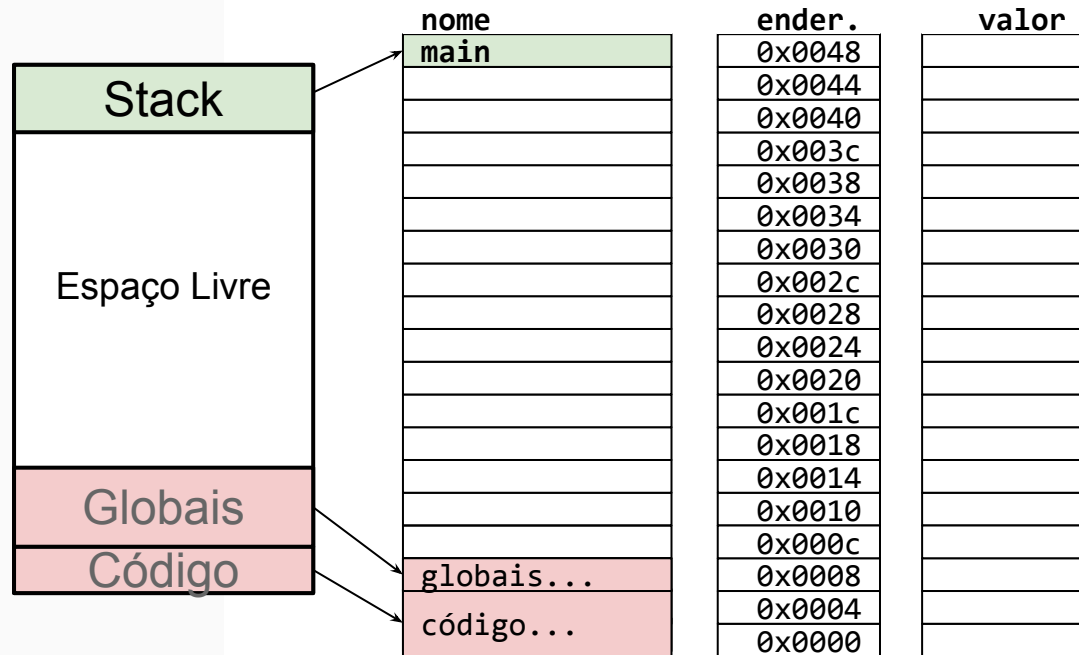 nome ender. valor
main 0x0048
Stack
0x0044
0x0040
0x003c
0x0038
0x0034
0x0030
Espaço Livre
0x002c
0x0028
0x0024
0x0020
0x001c
0x0018
0x0014
Globais
0x0010
0x000c
Código
globais... 0x0008
código... 0x0004
0x0000